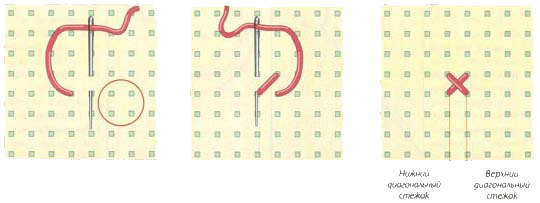 Нижний
диагональный
стежок
Верхний
диагональный
стежок